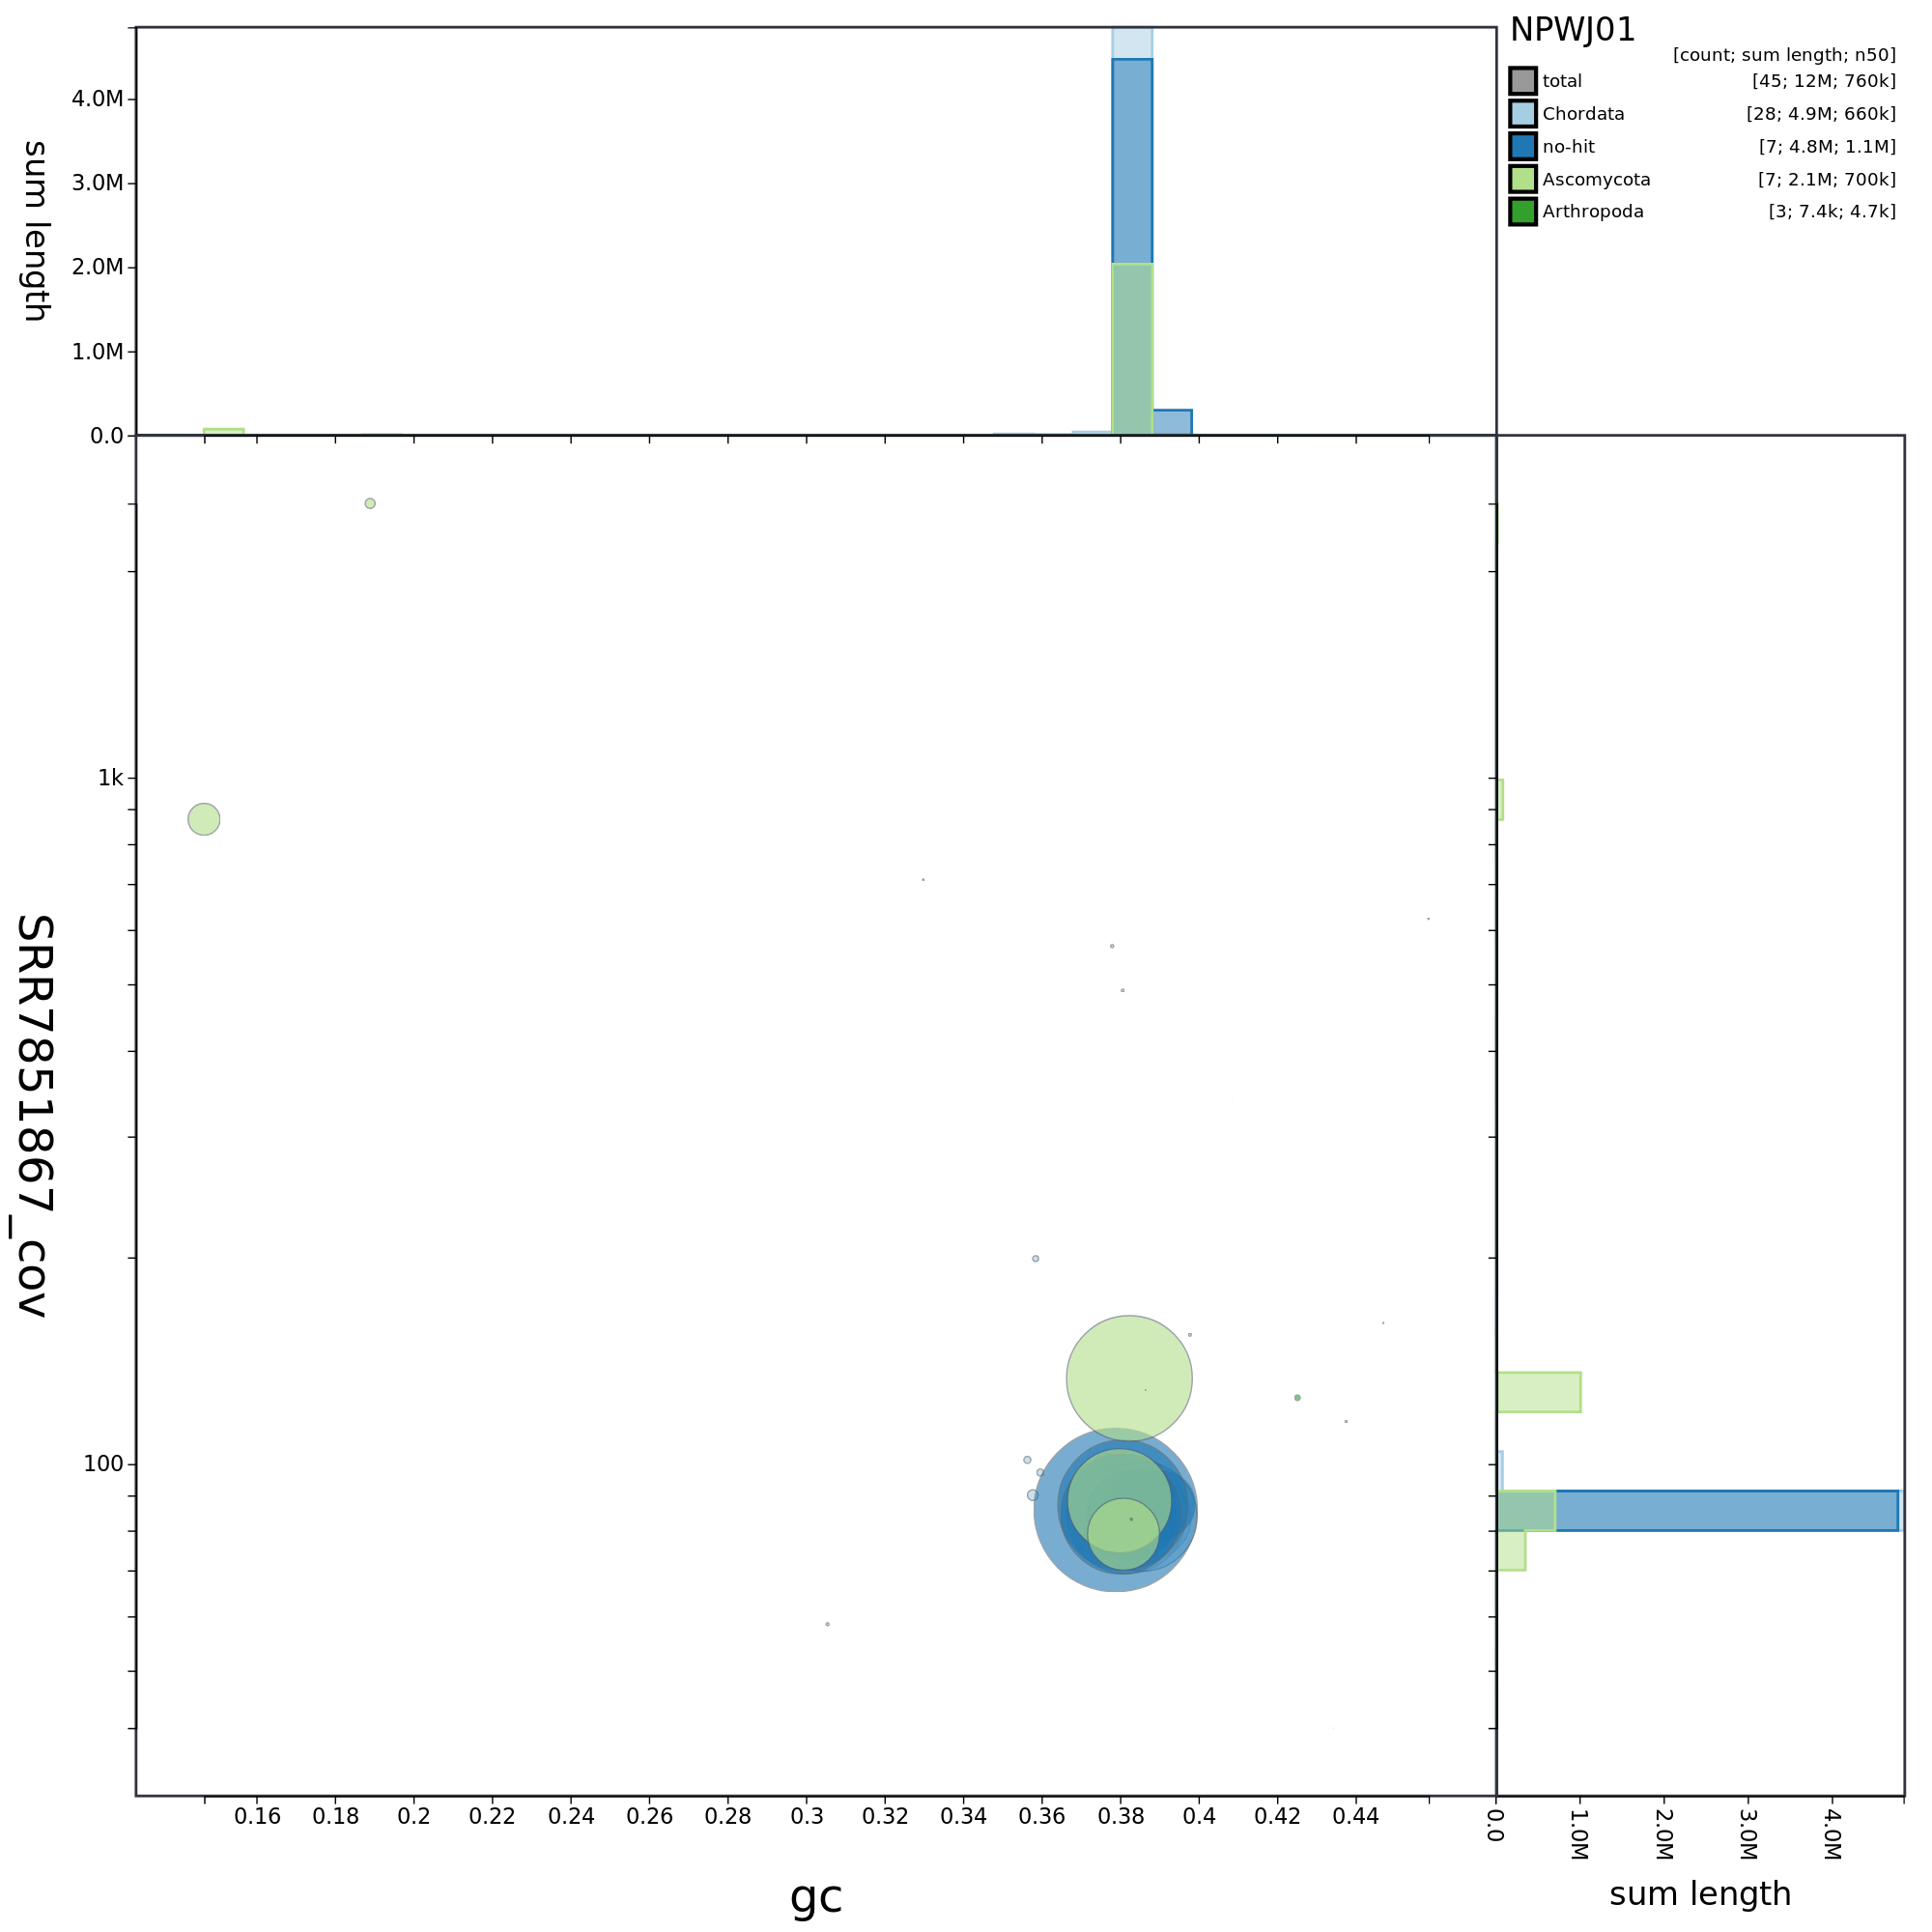 NPWJ01
[count; sum length; n50]
total [45; 12M; 760k]
Chordata [28; 4.9M; 660k]
no-hit [7; 4.8M; 1.1M]
Ascomycota [7; 2.1M; 700k]
Arthropoda [3; 7.4k; 4.7k]
sum length
4.0M
3.0M
2.0M
1.0M
0.0
SRR7851867_cov
1k
100
0.16 0.18 0.2 0.22 0.24 0.26 0.28 0.3 0.32 0.34 0.36 0.38 0.4 0.42 0.44
gc
0.0 1.0M 2.0M 3.0M 4.0M
sum length